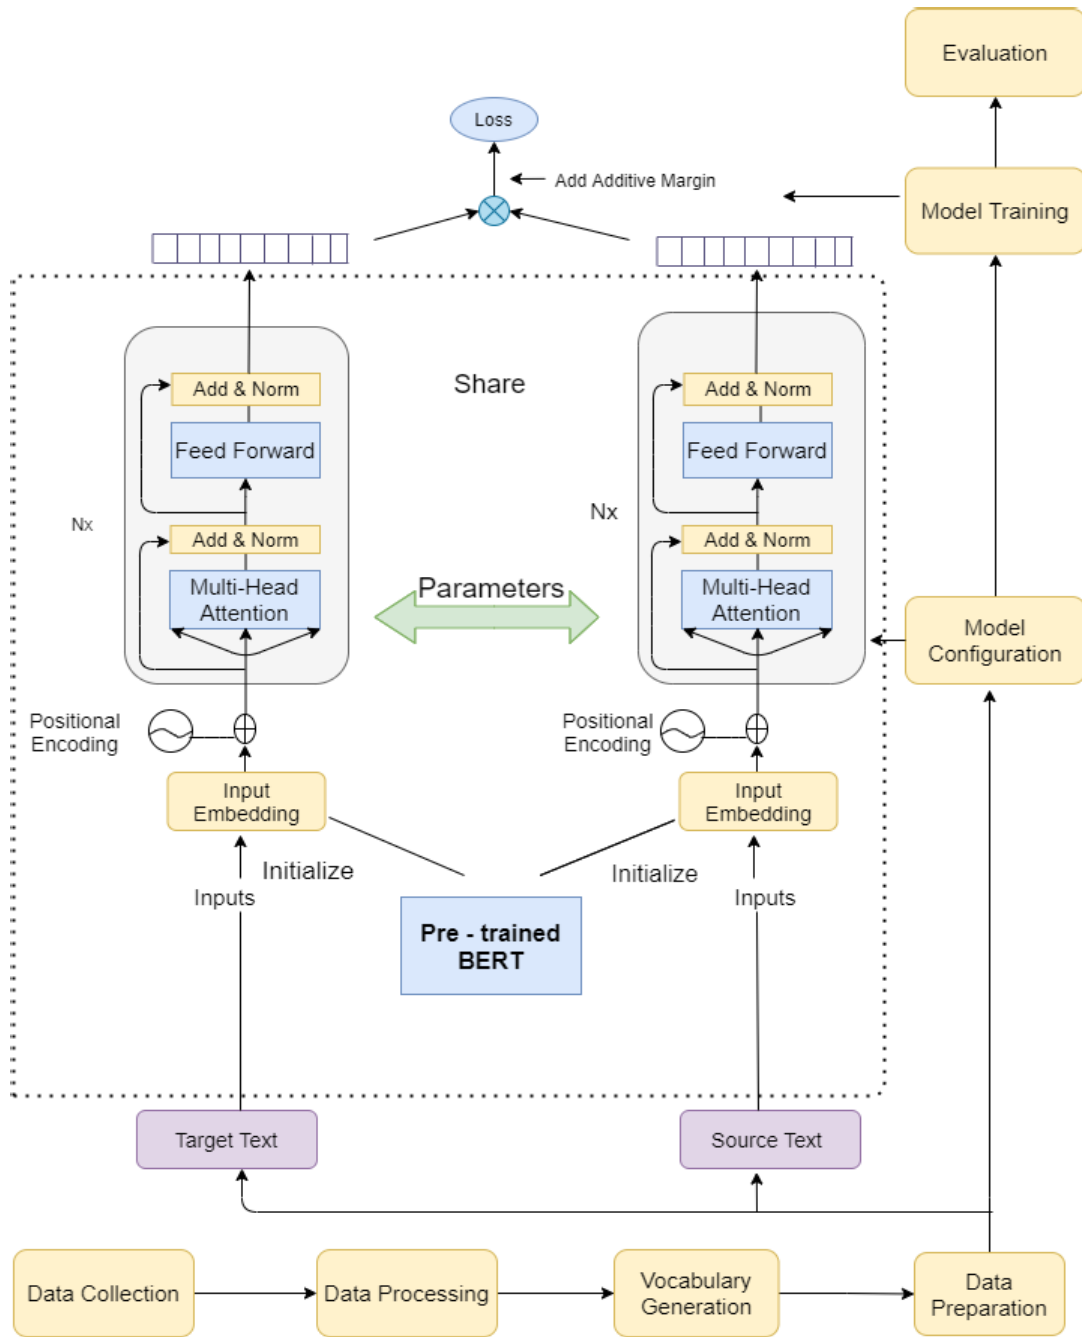 Evaluation
Loss
Add Additive Margin
Model Training
Share
Add & Norm
Add & Norm
Feed Forward
Feed Forward
Nx
Nx
Add & Norm
Add & Norm
Multi-Head
Attention
Parameters
Multi-Head
Attention
Model
Configuration
Positional
Encoding
Positional
Encoding
Input
Embedding
Input
Embedding
Initialize
Initialize
Inputs
Inputs
Pre - trained
BERT
Target Text
Source Text
Data Collection
Data Processing
Vocabulary
Generation
Data
Preparation